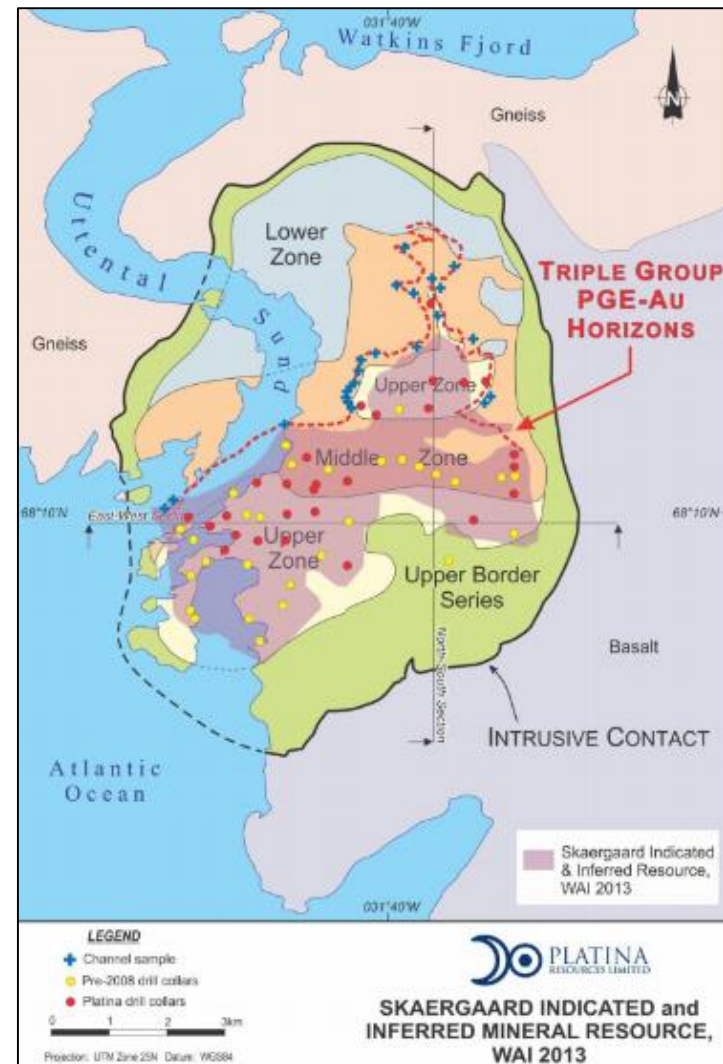 031°40'W
Watkins Fjord
N
Gneiss
Uttental Sund
Lower
Zone
TRIPLE GROUP
PGE-AU
HORIZONS
Gneiss
Upper Zone
Middle Zone
68°10'N
East-West
68°10'N
Upper
Zone
Upper Border
Series
North-South Section
Basalt
INTRUSIVE CONTACT
Atlantic
Ocean
Skaergaard Indicated
& Inferred Resource,
WAI 2013
031°40'W
LEGEND
Channel sample
Pre-2008 drill collars
Platina drill collars
0 1 2 3km
Projection: UTM Zone 25N Datum: WGS84
PLATINA
RESOURCES LIMITED
SKAERGAARD INDICATED and
INFERRED MINERAL RESOURCE,
WAI 2013